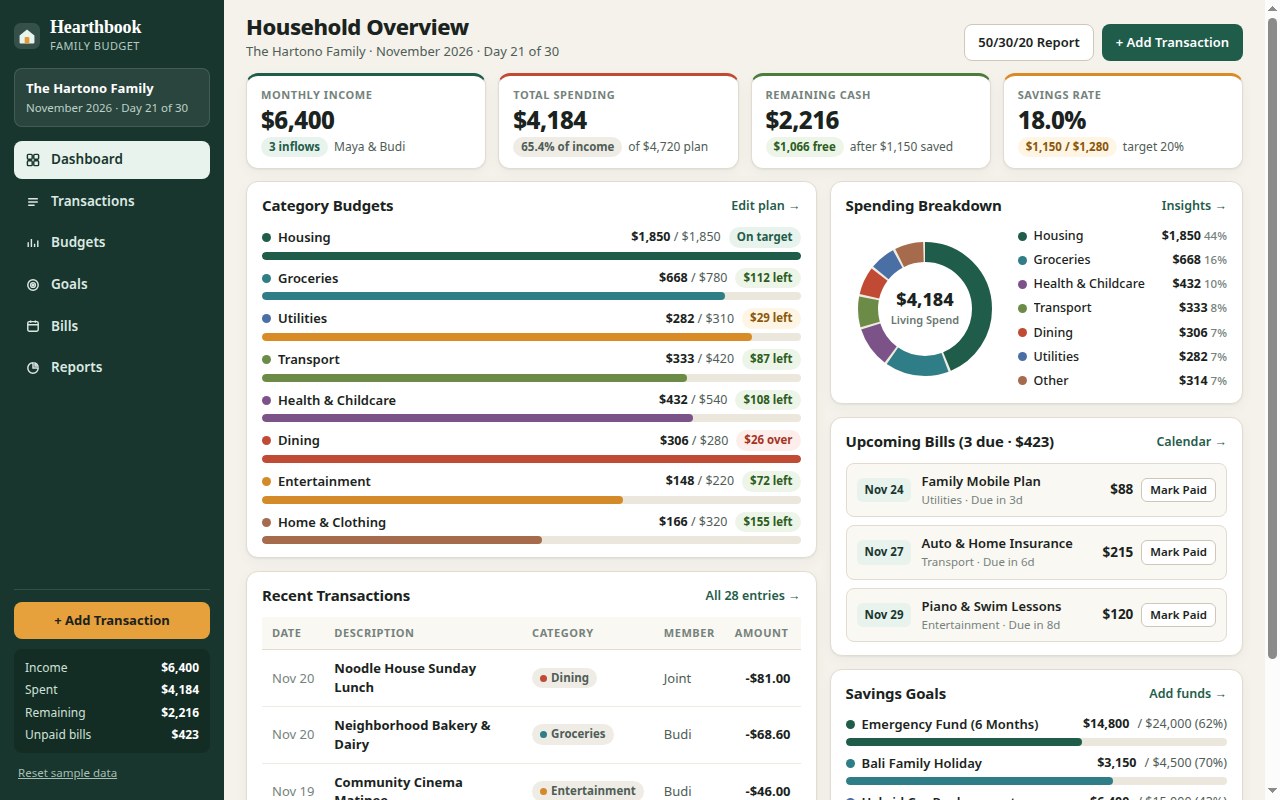 Hearthbook
FAMILY BUDGET
The Hartono Family
November 2026 · Day 21 of 30
Dashboard
Transactions
Budgets
Goals
Bills
Reports
+ Add Transaction
Income $6,400
Spent $4,184
Remaining $2,216
Unpaid bills $423
Reset sample data
Household Overview
The Hartono Family · November 2026 · Day 21 of 30
50/30/20 Report
+ Add Transaction
MONTHLY INCOME
$6,400
3 inflows Maya & Budi
TOTAL SPENDING
$4,184
65.4% of income of $4,720 plan
REMAINING CASH
$2,216
$1,066 free after $1,150 saved
SAVINGS RATE
18.0%
$1,150 / $1,280 target 20%
Category Budgets Edit plan →
Housing $1,850 / $1,850 On target
Groceries $668 / $780 $112 left
Utilities $282 / $310 $29 left
Transport $333 / $420 $87 left
Health & Childcare $432 / $540 $108 left
Dining $306 / $280 $26 over
Entertainment $148 / $220 $72 left
Home & Clothing $166 / $320 $155 left
Recent Transactions All 28 entries →
DATE DESCRIPTION CATEGORY MEMBER AMOUNT
Nov 20 Noodle House Sunday Lunch Dining Joint -$81.00
Nov 20 Neighborhood Bakery & Dairy Groceries Budi -$68.60
Nov 19 Community Cinema Matinee Entertainment Budi -$46.00
Spending Breakdown Insights →
$4,184
Living Spend
Housing $1,850 44%
Groceries $668 16%
Health & Childcare $432 10%
Transport $333 8%
Dining $306 7%
Utilities $282 7%
Other $314 7%
Upcoming Bills (3 due · $423) Calendar →
Nov 24 Family Mobile Plan $88 Mark Paid
Utilities · Due in 3d
Nov 27 Auto & Home Insurance $215 Mark Paid
Transport · Due in 6d
Nov 29 Piano & Swim Lessons $120 Mark Paid
Entertainment · Due in 8d
Savings Goals Add funds →
Emergency Fund (6 Months) $14,800 / $24,000 (62%)
Bali Family Holiday $3,150 / $4,500 (70%)